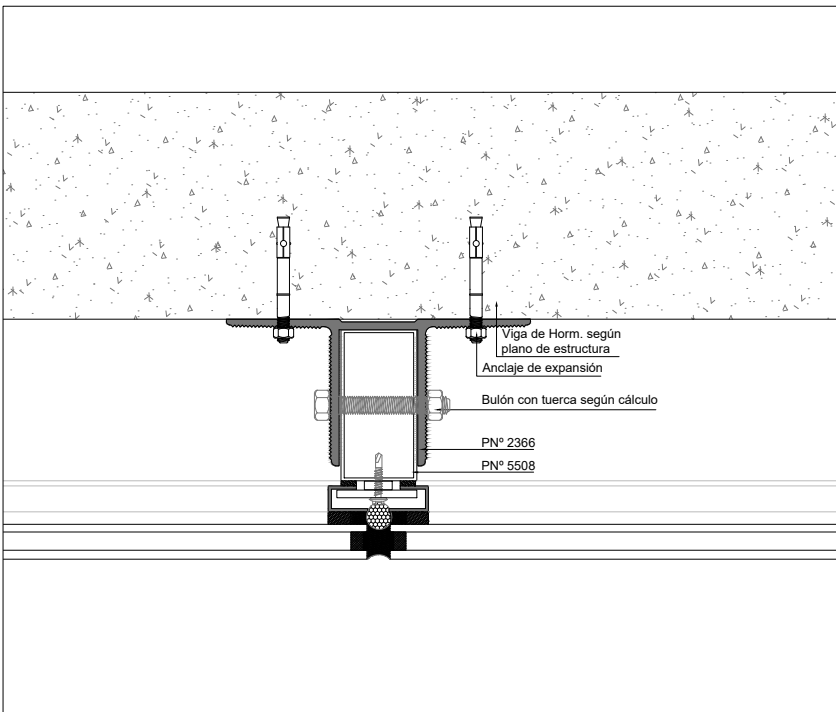 Viga de Horm. según
plano de estructura
Anclaje de expansión
Bulón con tuerca según cálculo
PNº 2366
PNº 5508